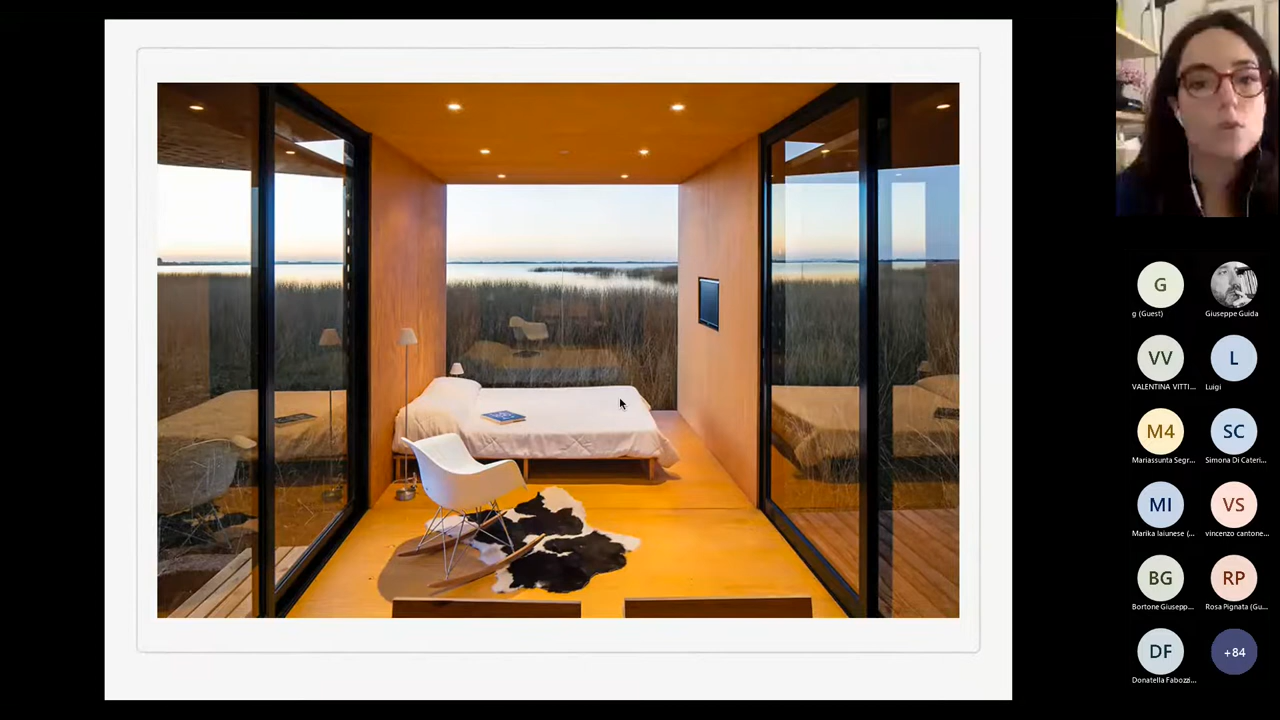 G
g (Guest)
Giuseppe Guida
VV
VALENTINA VITTI...
L
Luigi
M4
Mariassunta Segr...
SC
Simona Di Cateri...
MI
Marika Iaiunese (...
VS
vincenzo cantone...
BG
Bortone Giusepp...
RP
Rosa Pignata (Gu...
DF
Donatella Fabozzi...
+84